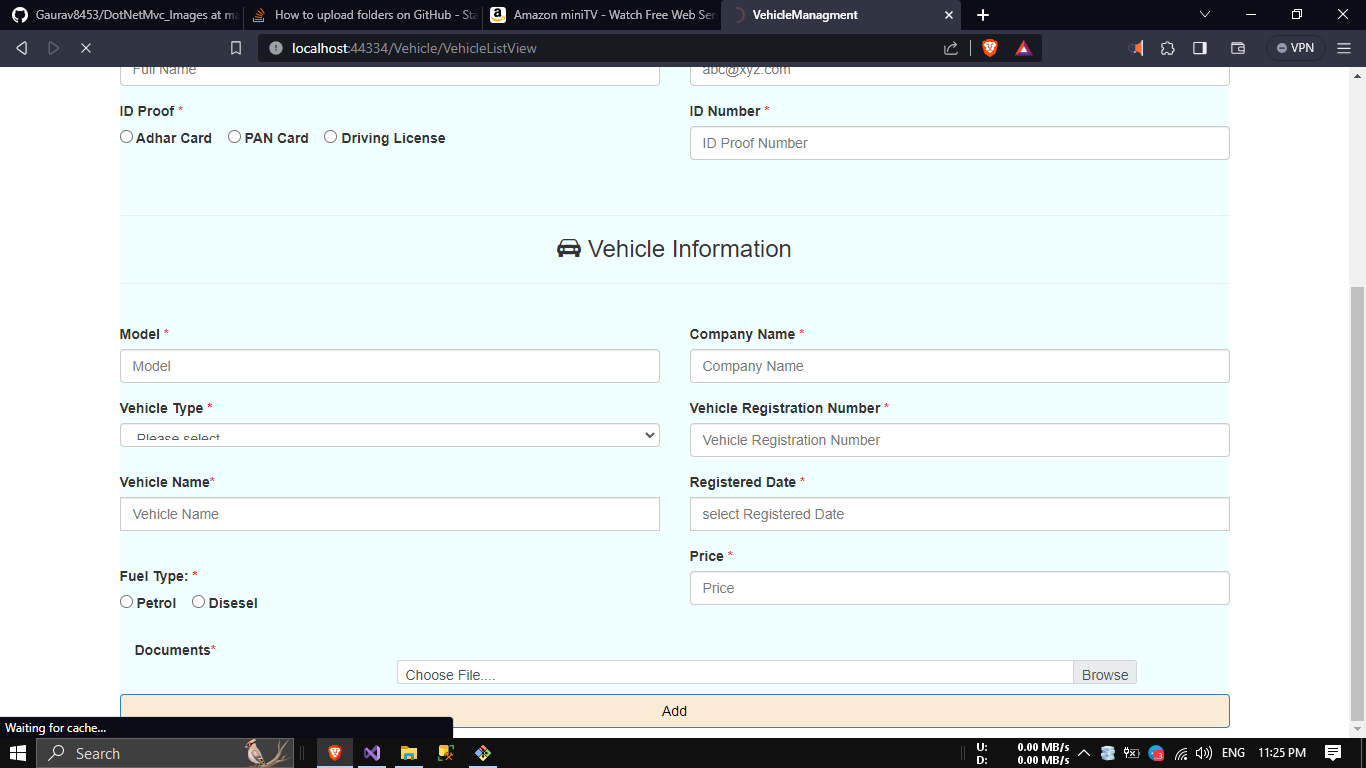 Gaurav8453/DotNetMvc_Images at ma
How to upload folders on GitHub - Sta
Amazon miniTV - Watch Free Web Seri
VehicleManagment
localhost:44334/Vehicle/VehicleListView
VPN
Full Name
abc@xyz.com
ID Proof *
ID Number *
Adhar Card PAN Card Driving License
ID Proof Number
Vehicle Information
Model *
Company Name *
Model
Company Name
Vehicle Type *
Vehicle Registration Number *
Please select
Vehicle Registration Number
Vehicle Name*
Registered Date *
Vehicle Name
select Registered Date
Price *
Fuel Type: *
Price
Petrol Disesel
Documents*
Choose File.... Browse
Add
Waiting for cache...
Search
U: 0.00 MB/s
D: 0.00 MB/s
ENG
11:25 PM